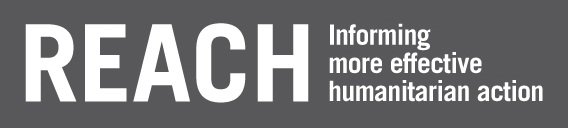 REACH
Informing
more effective
humanitarian action